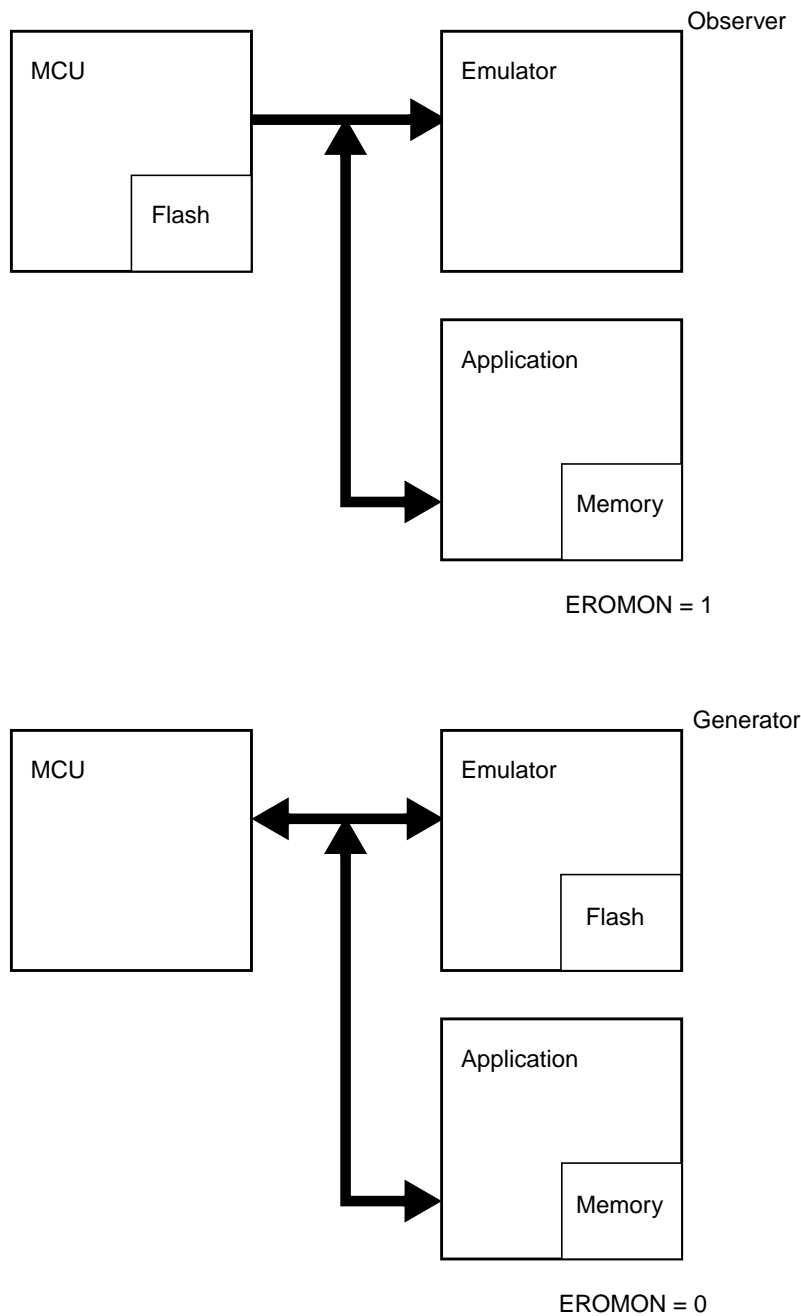 Observer
MCU
Emulator
Flash
Application
Memory
EROMON = 1
Generator
MCU
Emulator
Flash
Application
Memory
EROMON = 0